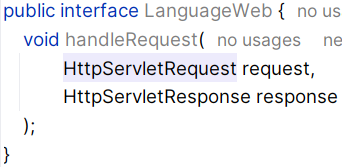 public interface LanguageWeb { no us
void handleRequest( no usages ne
HttpServletRequest request,
HttpServletResponse response
);
}